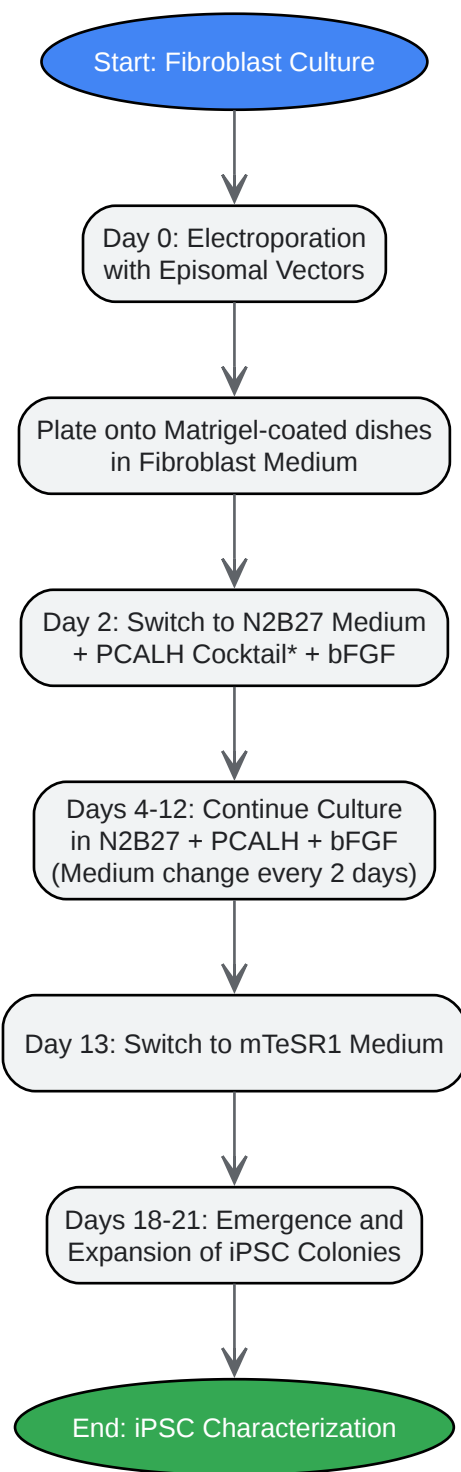 Start: Fibroblast Culture
Day 0: Electroporation
with Episomal Vectors
Plate onto Matrigel-coated dishes
in Fibroblast Medium
Day 2: Switch to N2B27 Medium
+ PCALH Cocktail* + bFGF
Days 4-12: Continue Culture
in N2B27 + PCALH + bFGF
(Medium change every 2 days)
Day 13: Switch to mTeSR1 Medium
Days 18-21: Emergence and
Expansion of iPSC Colonies
End: iPSC Characterization